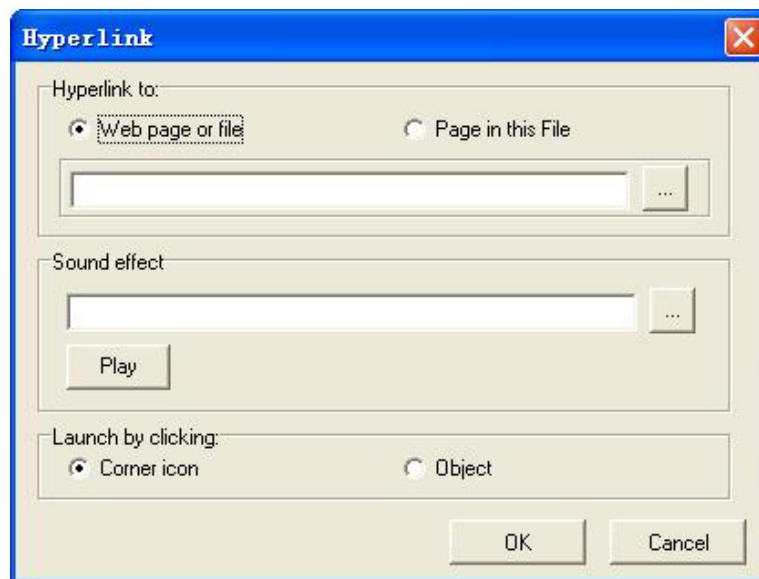 Hyperlink
Hyperlink to:
Web page or file Page in this File
...
Sound effect
...
Play
Launch by clicking:
Corner icon Object
OK Cancel